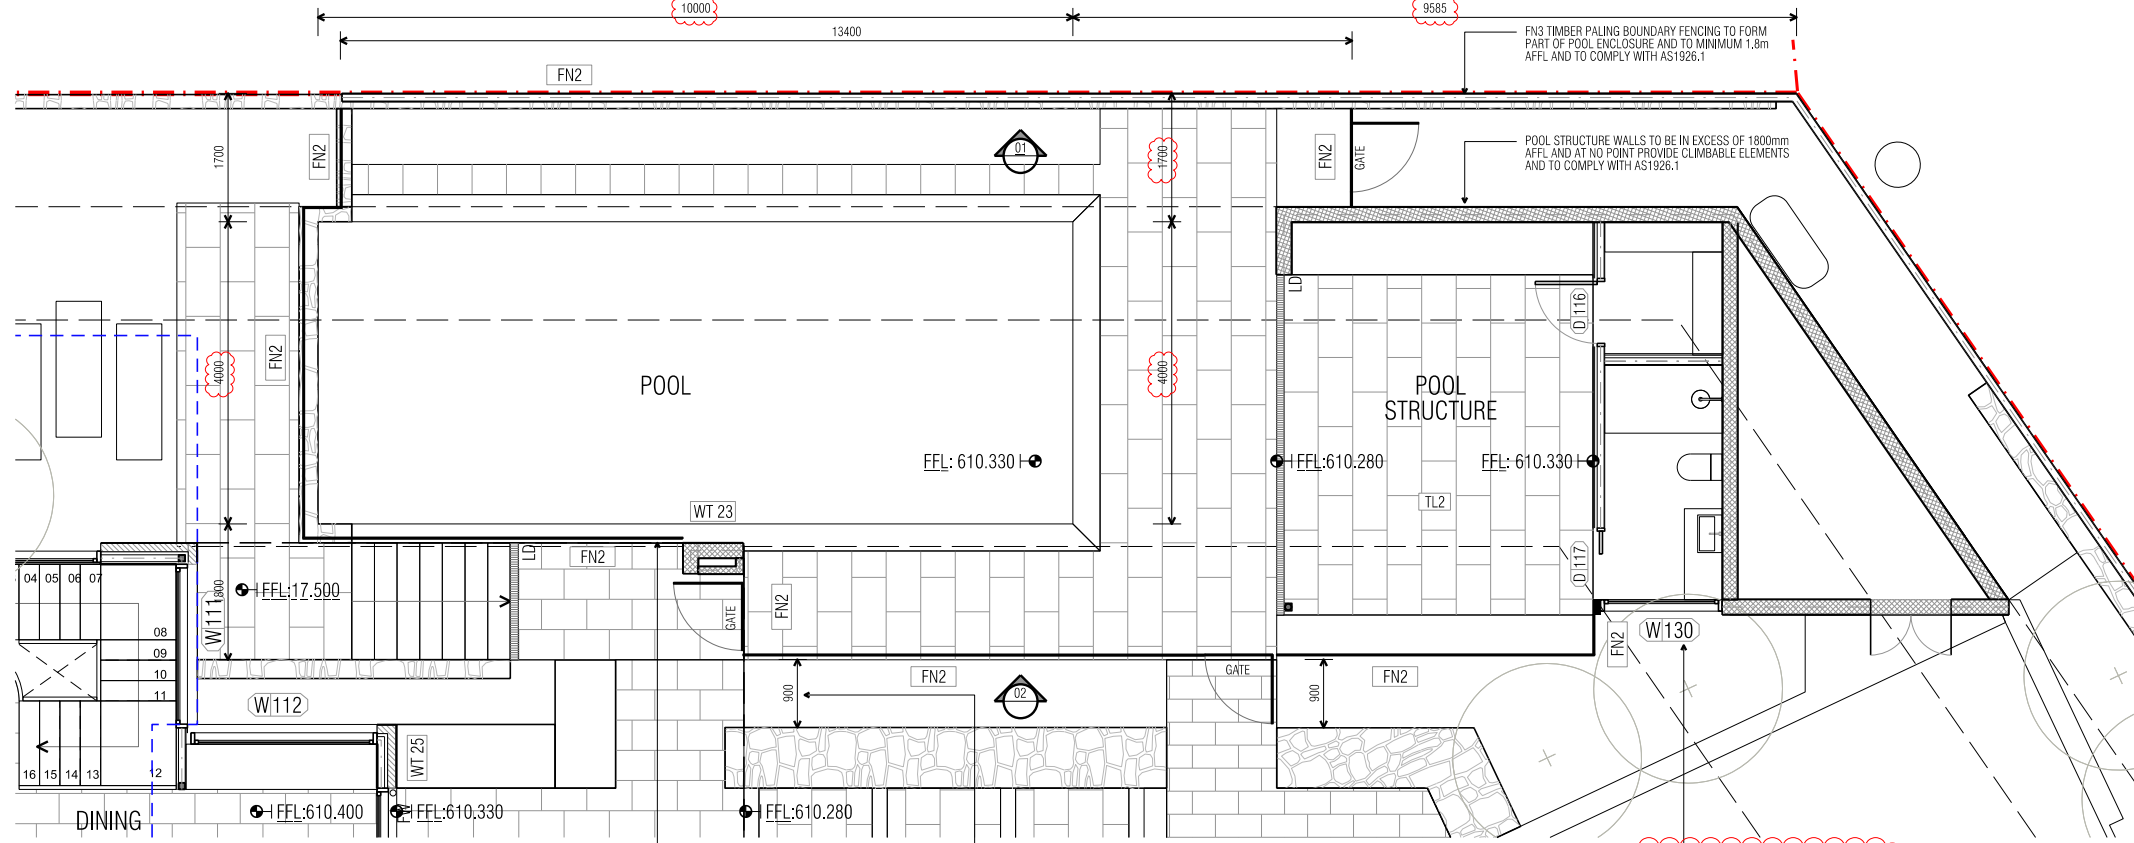 10000
9585
13400
FN3 TIMBER PALING BOUNDARY FENCING TO FORM
PART OF POOL ENCLOSURE AND TO MINIMUM 1.8m
AFFL AND TO COMPLY WITH AS1926.1
FN2
1700
FN2
01
1700
FN2
GATE
POOL STRUCTURE WALLS TO BE IN EXCESS OF 1800mm
AFFL AND AT NO POINT PROVIDE CLIMBABLE ELEMENTS
AND TO COMPLY WITH AS1926.1
LD
D 116
4000
FN2
POOL
4000
POOL
STRUCTURE
FFL: 610.330
FFL:610.280
FFL: 610.330
WT 23
TL2
LD
FN2
D 117
04 05 06 07
FFL:17.500
1800
W 111
GATE
FN2
FN2
W 130
08
09
10
11
GATE
FN2
FN2
900
02
900
W 112
WT 25
16 15 14 13
12
DINING
FFL:610.400
FFL:610.330
FFL:610.280